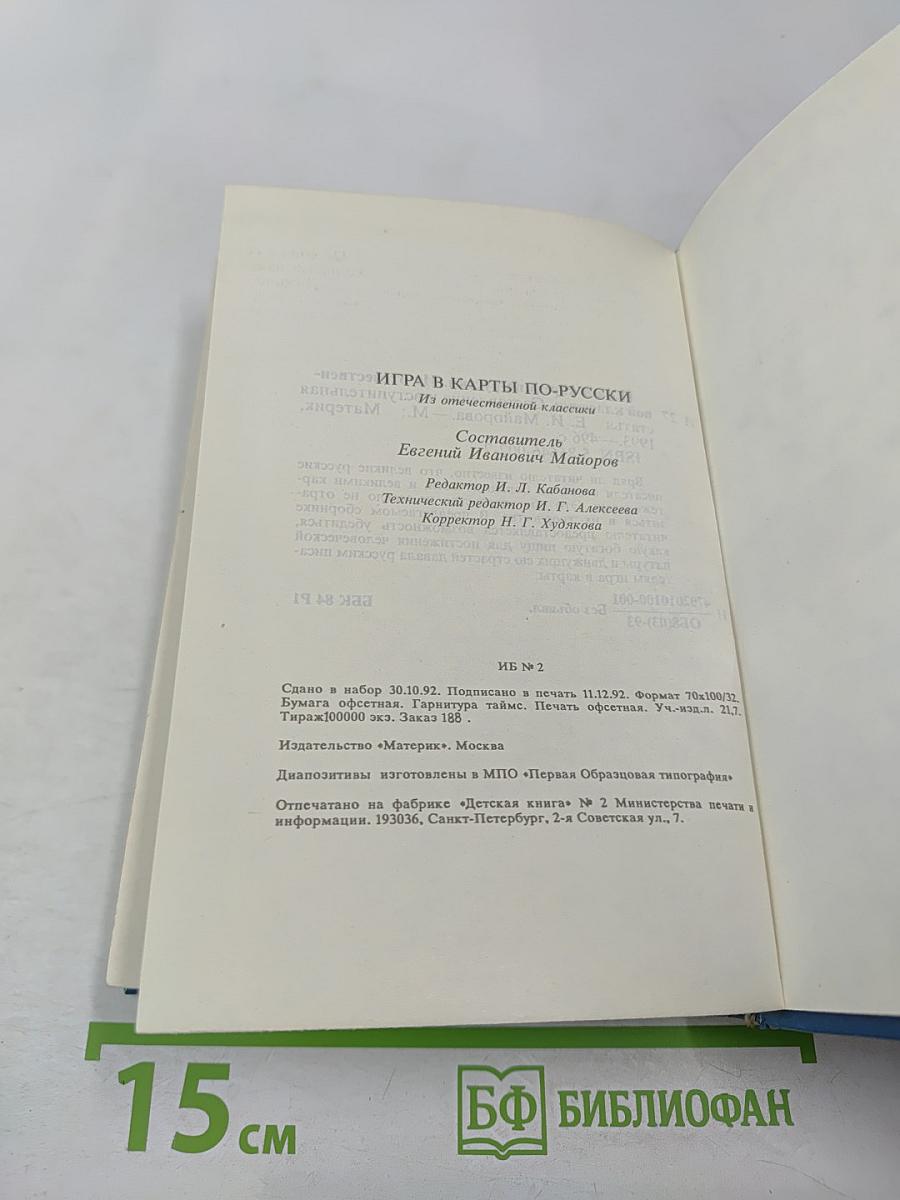 ИГРА В КАРТЫ ПО-РУССКИ
Из отечественной классики
Составитель
Евгений Иванович Майоров
Редактор И. Л. Кабанова
Технический редактор И. Г. Алексеева
Корректор Н. Г. Худякова
ИБ № 2
Сдано в набор 30.10.92. Подписано в печать 11.12.92. Формат 70х100/32.
Бумага офсетная. Гарнитура таймс. Печать офсетная. Уч.-изд.л. 21,7.
Тираж100000 экз. Заказ 188 .
Издательство «Материк». Москва
Диапозитивы изготовлены в МПО «Первая Образцовая типография»
Отпечатано на фабрике «Детская книга» № 2 Министерства печати и
информации. 193036, Санкт-Петербург, 2-я Советская ул., 7.
15 см
БФ БИБЛИОФАН